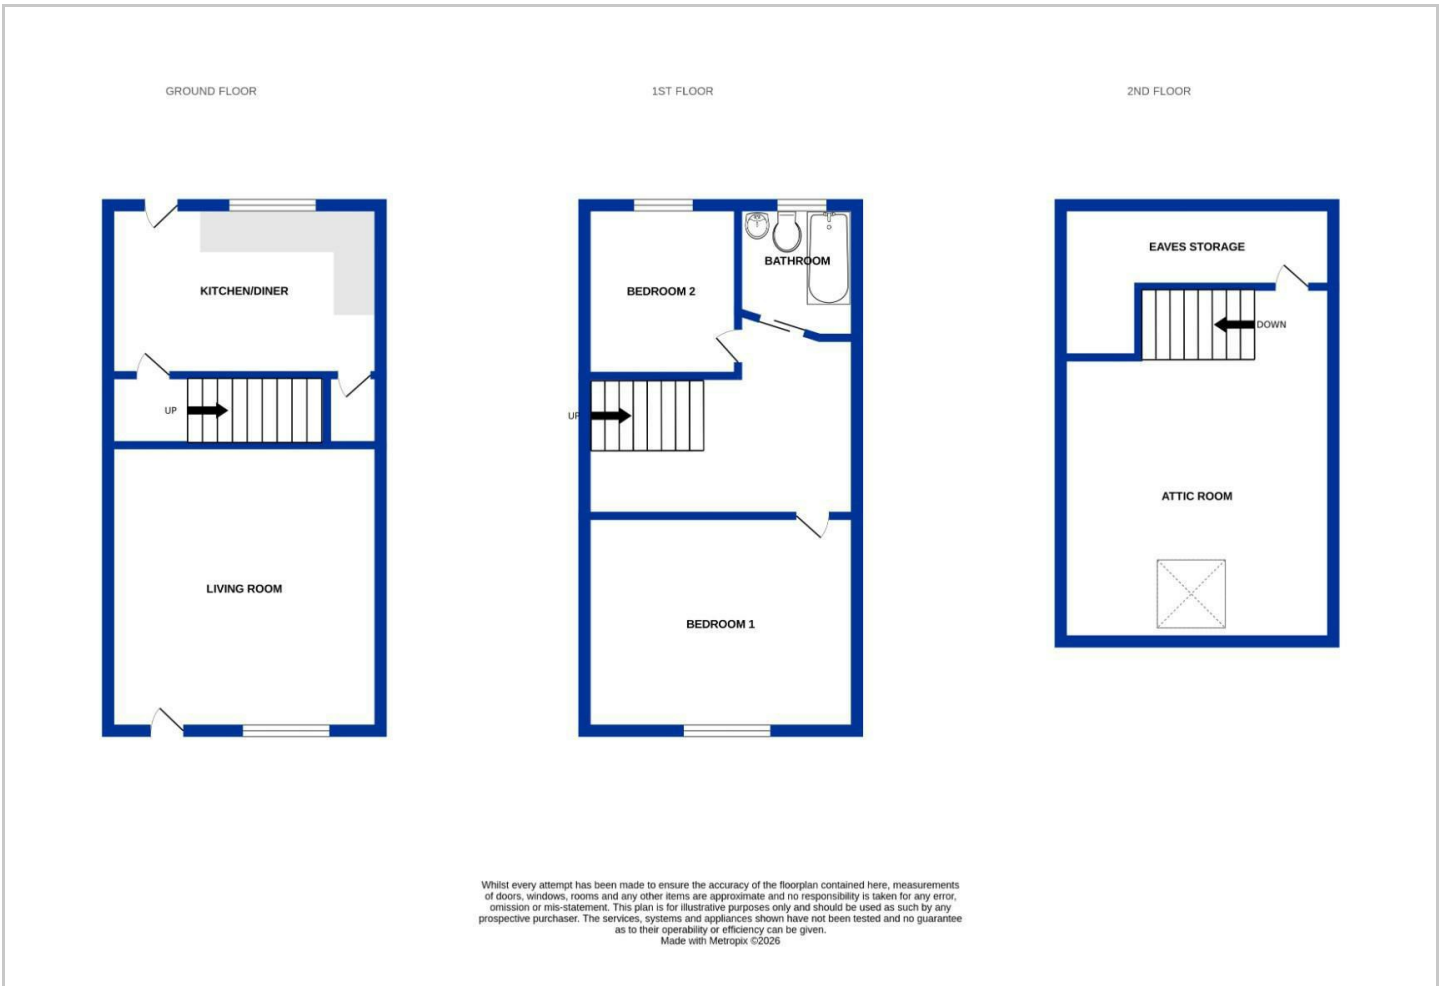 GROUND FLOOR
KITCHEN/DINER
UP
LIVING ROOM
1ST FLOOR
BEDROOM 2
BATHROOM
UP
BEDROOM 1
2ND FLOOR
EAVES STORAGE
DOWN
ATTIC ROOM
Whilst every attempt has been made to ensure the accuracy of the floorplan contained here, measurements
of doors, windows, rooms and any other items are approximate and no responsibility is taken for any error,
omission or mis-statement. This plan is for illustrative purposes only and should be used as such by any
prospective purchaser. The services, systems and appliances shown have not been tested and no guarantee
as to their operability or efficiency can be given.
Made with Metropix ©2026